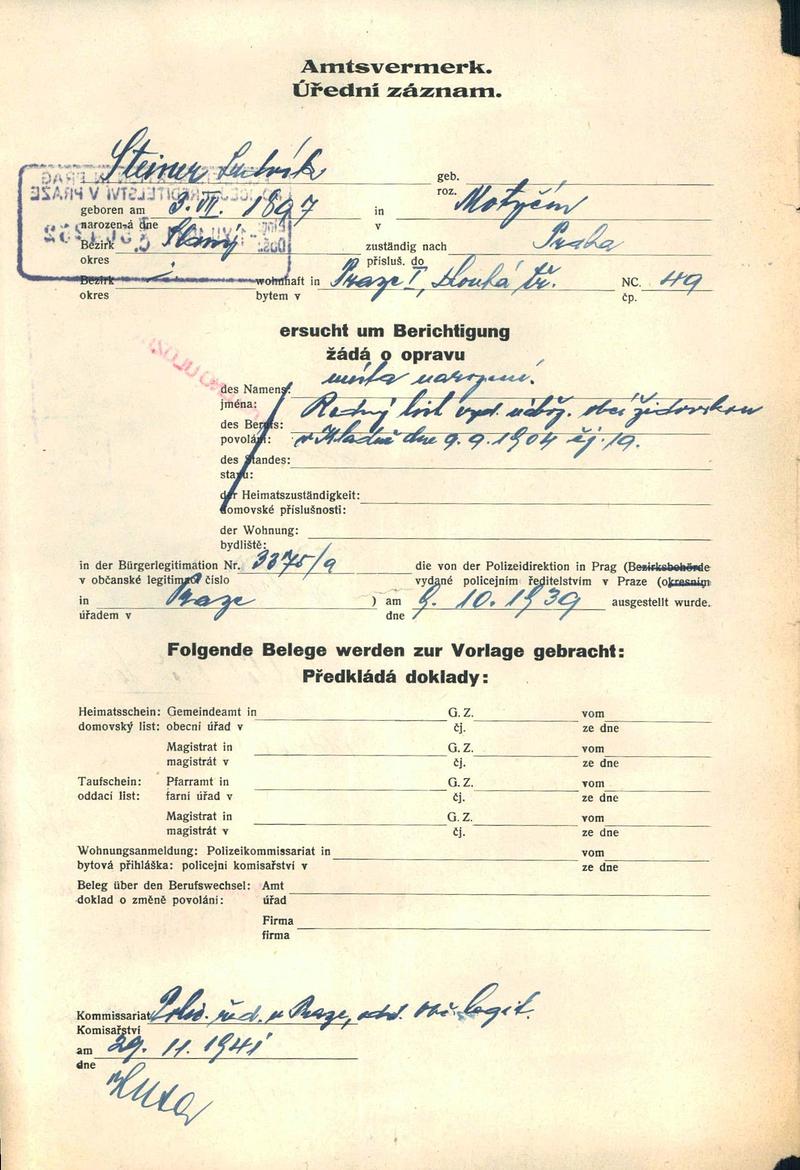 Amtsvermerk.
Úřední záznam.
Steiner Ludvík geb.
roz.
geboren am 3. VI. 1897 in Motyčín
narozen-á dne v
Bezirk Slaný zuständig nach Praha
okres přísluš. do
Bezirk wohnhaft in Praze I, Dlouhá tř. NC. 49
okres bytem v čp.
ersucht um Berichtigung
žádá o opravu
místa narození.
des Namens:
jména: Rodný list vyd. nábož. obcí židovskou
des Berufs:
povolání: v Kladně dne 9.9.1904 čj. 19.
des Standes:
stavu:
der Heimatszuständigkeit:
domovské příslušnosti:
der Wohnung:
bydliště:
in der Bürgerlegitimation Nr. 3375/a die von der Polizeidirektion in Prag (Bezirksbehörde
v občanské legitimaci číslo vydané policejním ředitelstvím v Praze (okresním
in Praze ) am 9. 10. 1939 ausgestellt wurde.
úřadem v dne
Folgende Belege werden zur Vorlage gebracht:
Předkládá doklady:
Heimatsschein: Gemeindeamt in G. Z. vom
domovský list: obecní úřad v čj. ze dne
Magistrat in G. Z. vom
magistrát v čj. ze dne
Taufschein: Pfarramt in G. Z. vom
oddací list: farní úřad v čj. ze dne
Magistrat in G. Z. vom
magistrát v čj. ze dne
Wohnungsanmeldung: Polizeikommissariat in vom
bytová přihláška: policejní komisařství v ze dne
Beleg über den Berufswechsel: Amt
doklad o změně povolání: úřad
Firma
firma
Kommissariat Polic. řed. v Praze, odd. obč. legit.
Komisařství
am 29. 11. 1941
dne